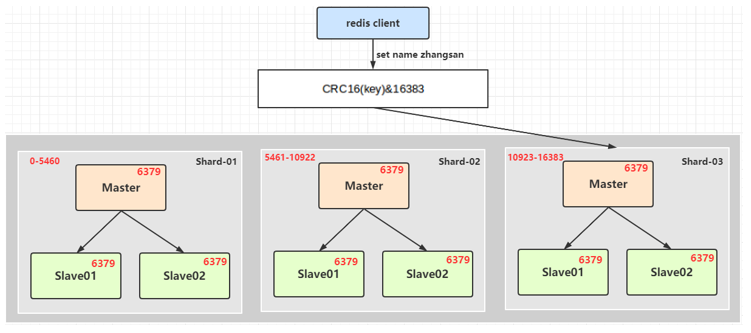 redis client
set name zhangsan
CRC16(key)&16383
0-5460
Shard-01
6379
Master
6379
Slave01
6379
Slave02
5461-10922
Shard-02
6379
Master
6379
Slave01
6379
Slave02
10923-16383
Shard-03
6379
Master
6379
Slave01
6379
Slave02